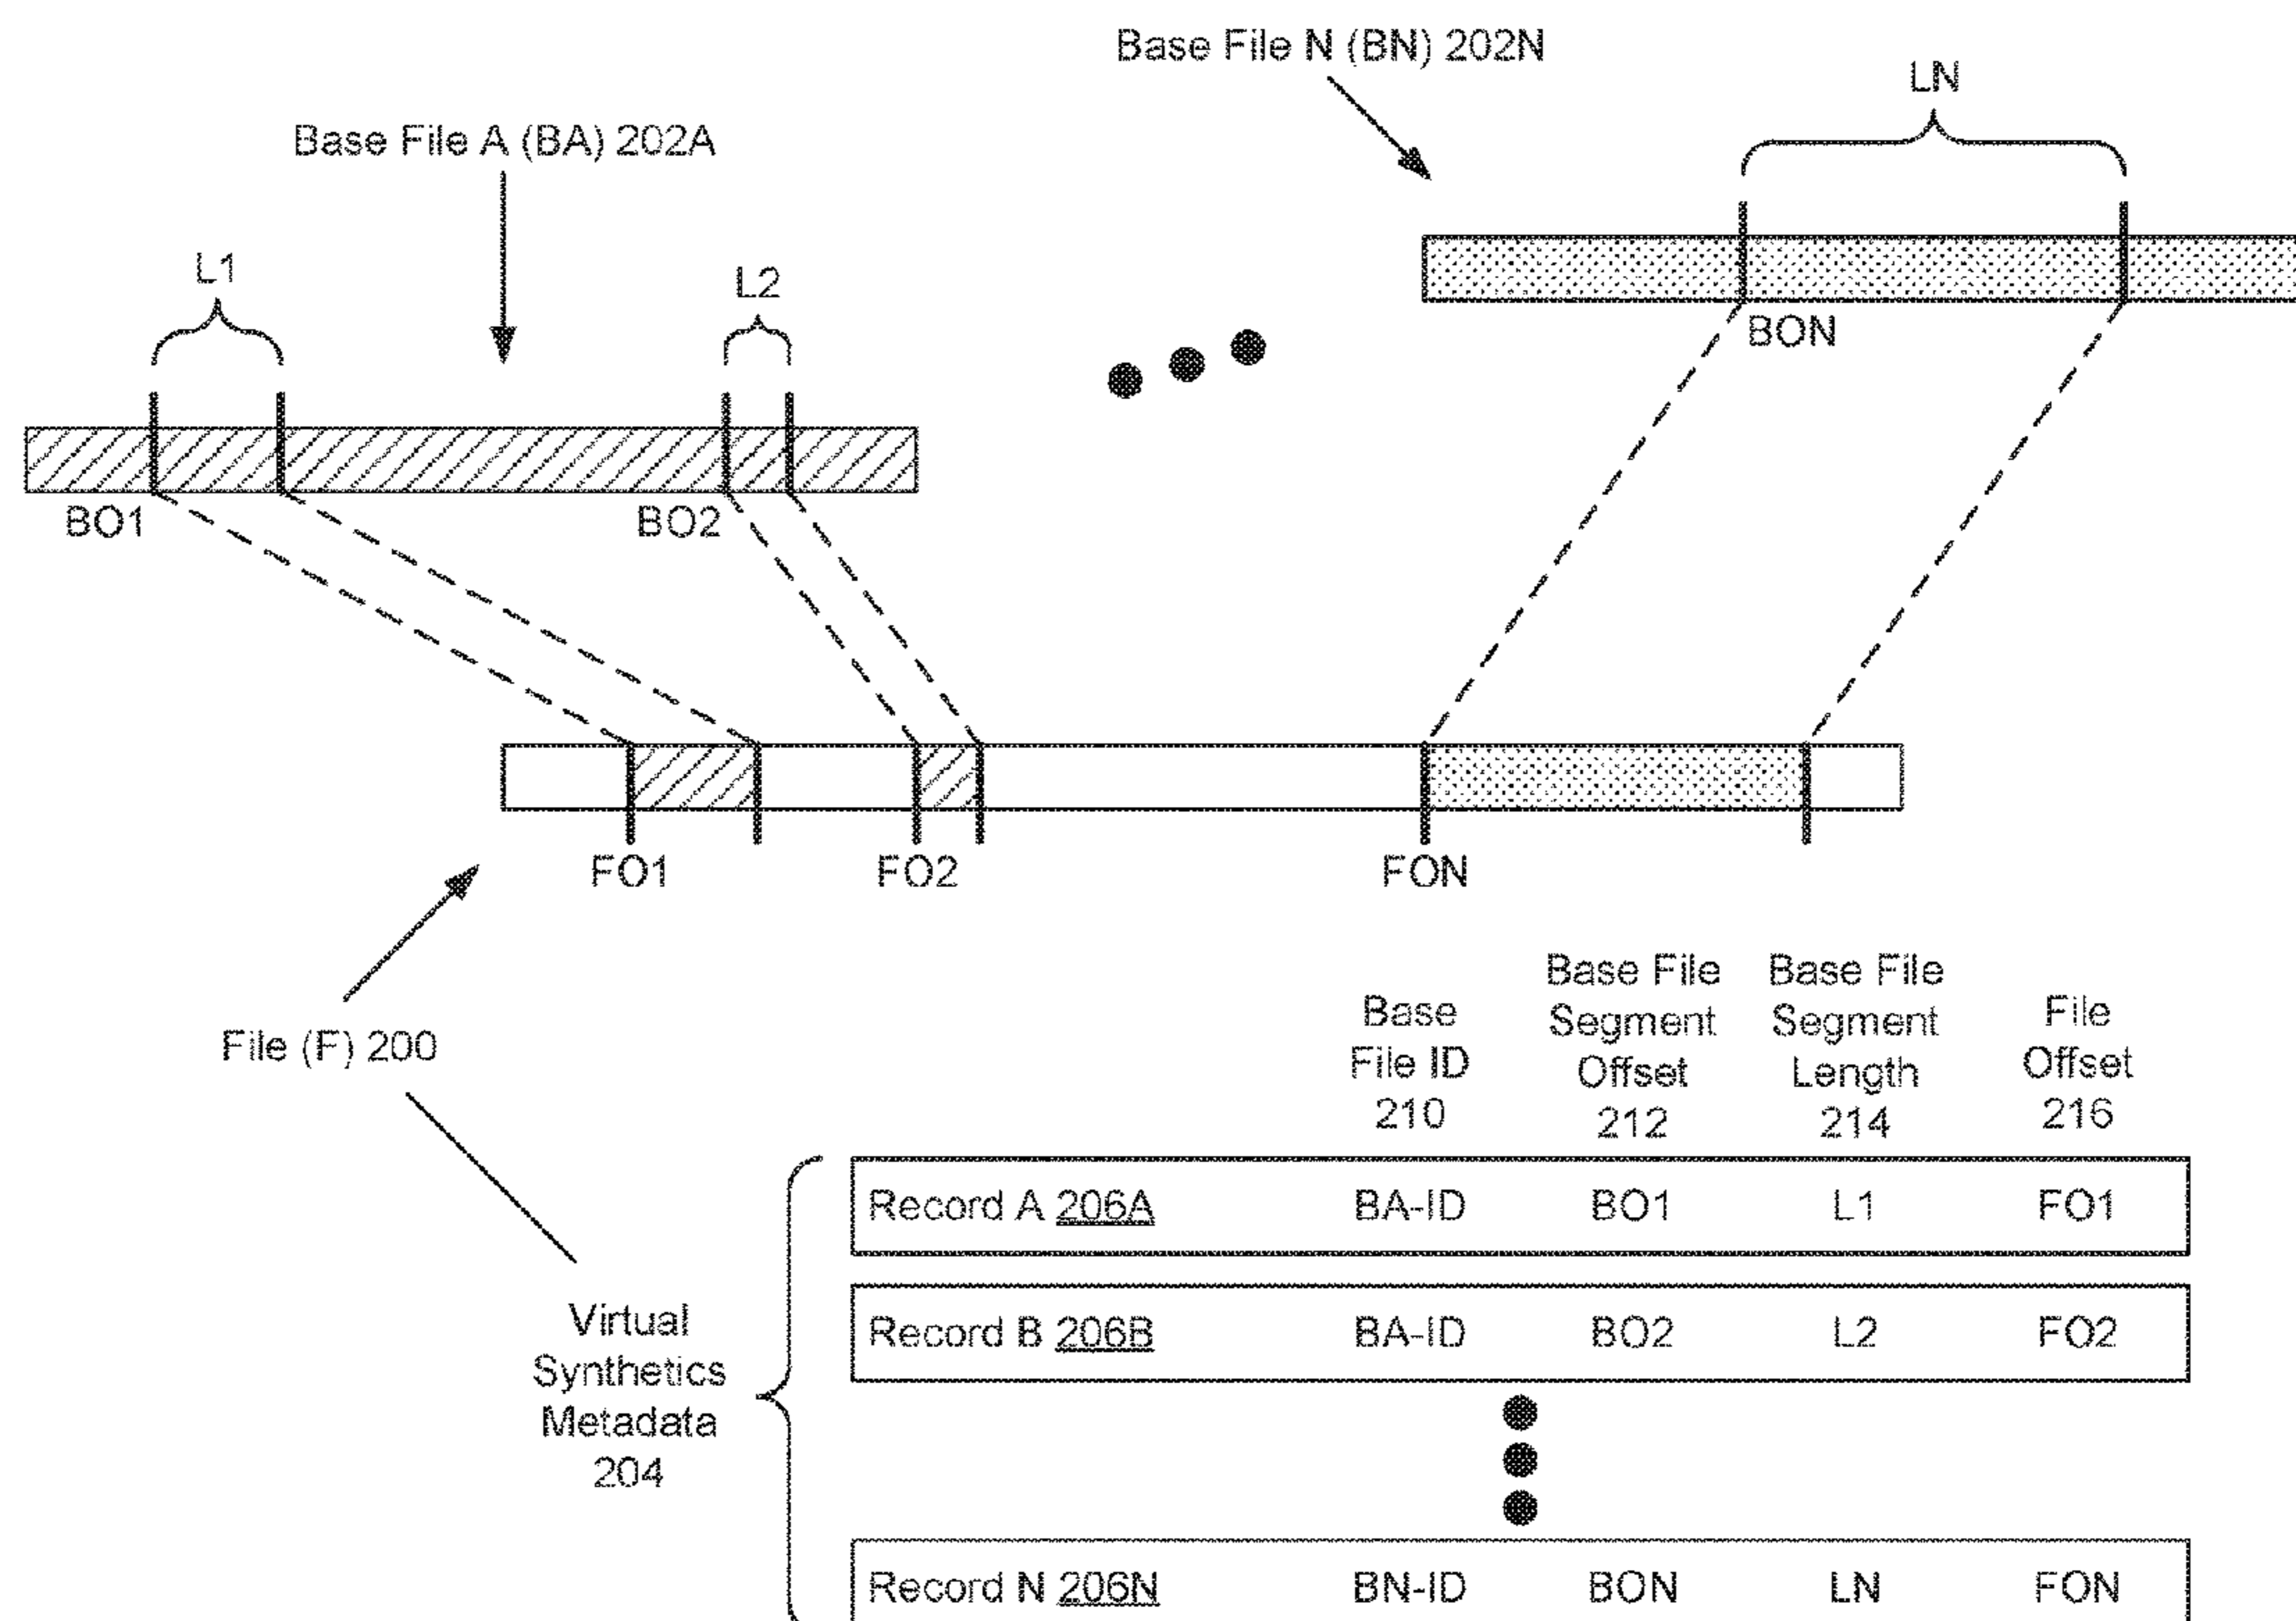 Base File N (BN) 202N
LN
Base File A (BA) 202A
L1
L2
BON
BO1
BO2
FO1
FO2
FON
File (F) 200
Base
File ID
210
Base File
Segment
Offset
212
Base File
Segment
Length
214
File
Offset
216
Virtual
Synthetics
Metadata
204
Record A 206A BA-ID BO1 L1 FO1
Record B 206B BA-ID BO2 L2 FO2
Record N 206N BN-ID BON LN FON